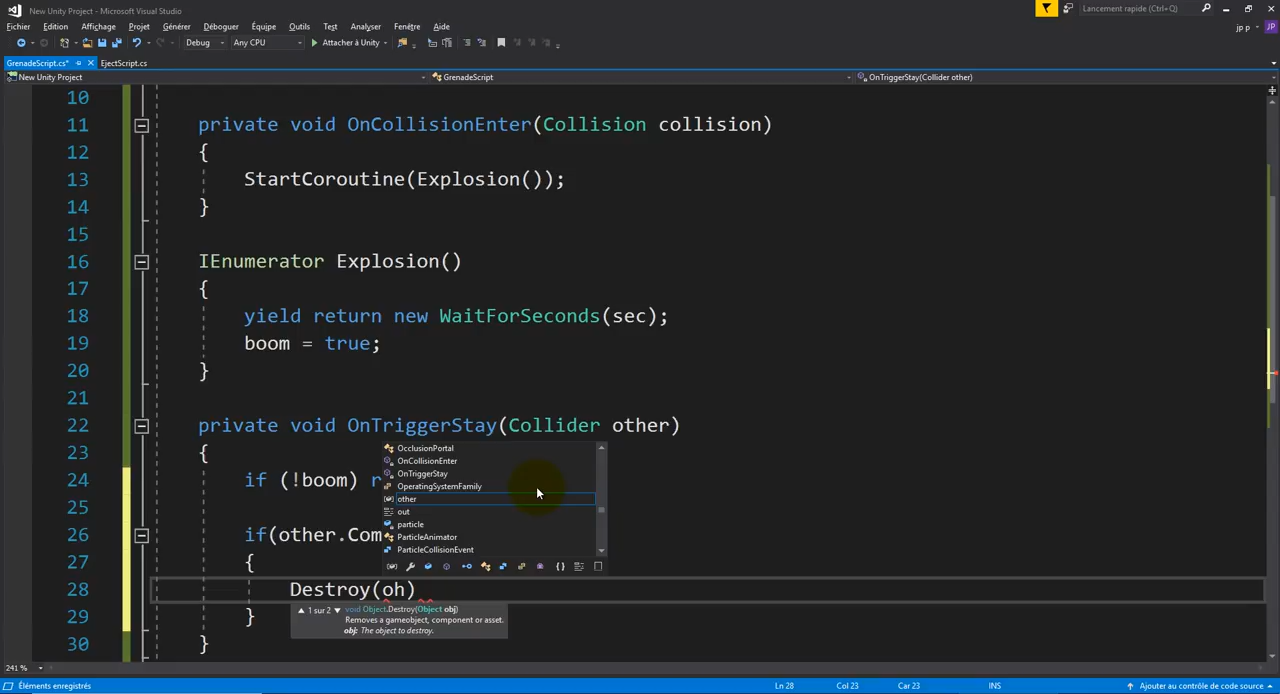 New Unity Project - Microsoft Visual Studio
Lancement rapide (Ctrl+Q)
Fichier Edition Affichage Projet Générer Déboguer Équipe Outils Test Analyser Fenêtre Aide
jp p JP
Debug Any CPU Attacher à Unity
GrenadeScript.cs* EjectScript.cs
New Unity Project GrenadeScript OnTriggerStay(Collider other)
10
11 private void OnCollisionEnter(Collision collision)
12 {
13 StartCoroutine(Explosion());
14 }
15
16 IEnumerator Explosion()
17 {
18 yield return new WaitForSeconds(sec);
19 boom = true;
20 }
21
22 private void OnTriggerStay(Collider other)
23 {
24 if (!boom) r
25
26 if(other.Com
27 {
28 Destroy(oh)
29 }
30 }
OcclusionPortal
OnCollisionEnter
OnTriggerStay
OperatingSystemFamily
other
out
particle
ParticleAnimator
ParticleCollisionEvent
▲ 1 sur 2 ▼ void Object.Destroy(Object obj)
Removes a gameobject, component or asset.
obj: The object to destroy.
241 %
Éléments enregistrés Ln 28 Col 23 Car 23 INS Ajouter au contrôle de code source